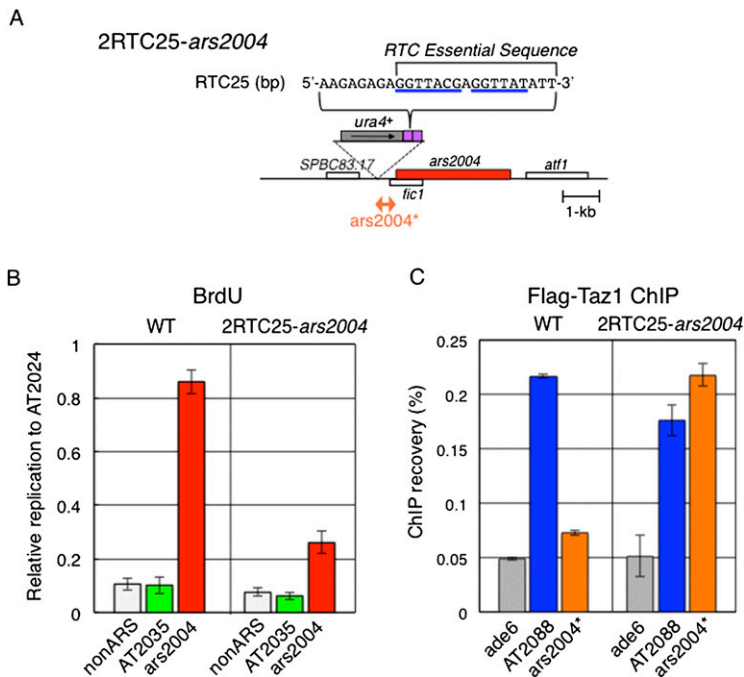 A
2RTC25-ars2004
RTC Essential Sequence
RTC25 (bp) 5'-AAGAGAGAGGTTACGAGGTTATATT-3'
ura4+
SPBC83.17
ars2004
atf1
fic1
ars2004*
1-kb
B
BrdU
WT 2RTC25-ars2004
Relative replication to AT2024
1
0.8
0.6
0.4
0.2
0
nonARS
AT2035
ars2004
nonARS
AT2035
ars2004
C
Flag-Taz1 ChIP
WT 2RTC25-ars2004
ChIP recovery (%)
0.25
0.2
0.15
0.1
0.05
0
ade6
AT2088
ars2004*
ade6
AT2088
ars2004*